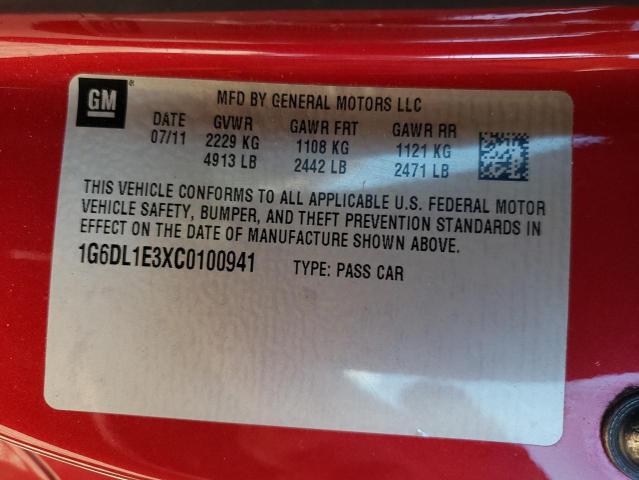 GM ® MFD BY GENERAL MOTORS LLC
DATE GVWR GAWR FRT GAWR RR
07/11 2229 KG 1108 KG 1121 KG
4913 LB 2442 LB 2471 LB
THIS VEHICLE CONFORMS TO ALL APPLICABLE U.S. FEDERAL MOTOR
VEHICLE SAFETY, BUMPER, AND THEFT PREVENTION STANDARDS IN
EFFECT ON THE DATE OF MANUFACTURE SHOWN ABOVE.
1G6DL1E3XC0100941 TYPE: PASS CAR